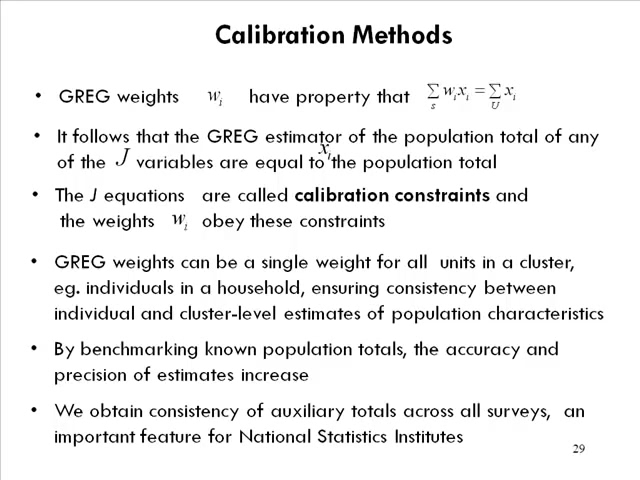 Calibration Methods
• GREG weights w_i have property that ∑_s w_i x_i = ∑_U x_i
• It follows that the GREG estimator of the population total of any
of the J variables x_i are equal to the population total
• The J equations are called calibration constraints and
the weights w_i obey these constraints
• GREG weights can be a single weight for all units in a cluster,
eg. individuals in a household, ensuring consistency between
individual and cluster-level estimates of population characteristics
• By benchmarking known population totals, the accuracy and
precision of estimates increase
• We obtain consistency of auxiliary totals across all surveys, an
important feature for National Statistics Institutes
29